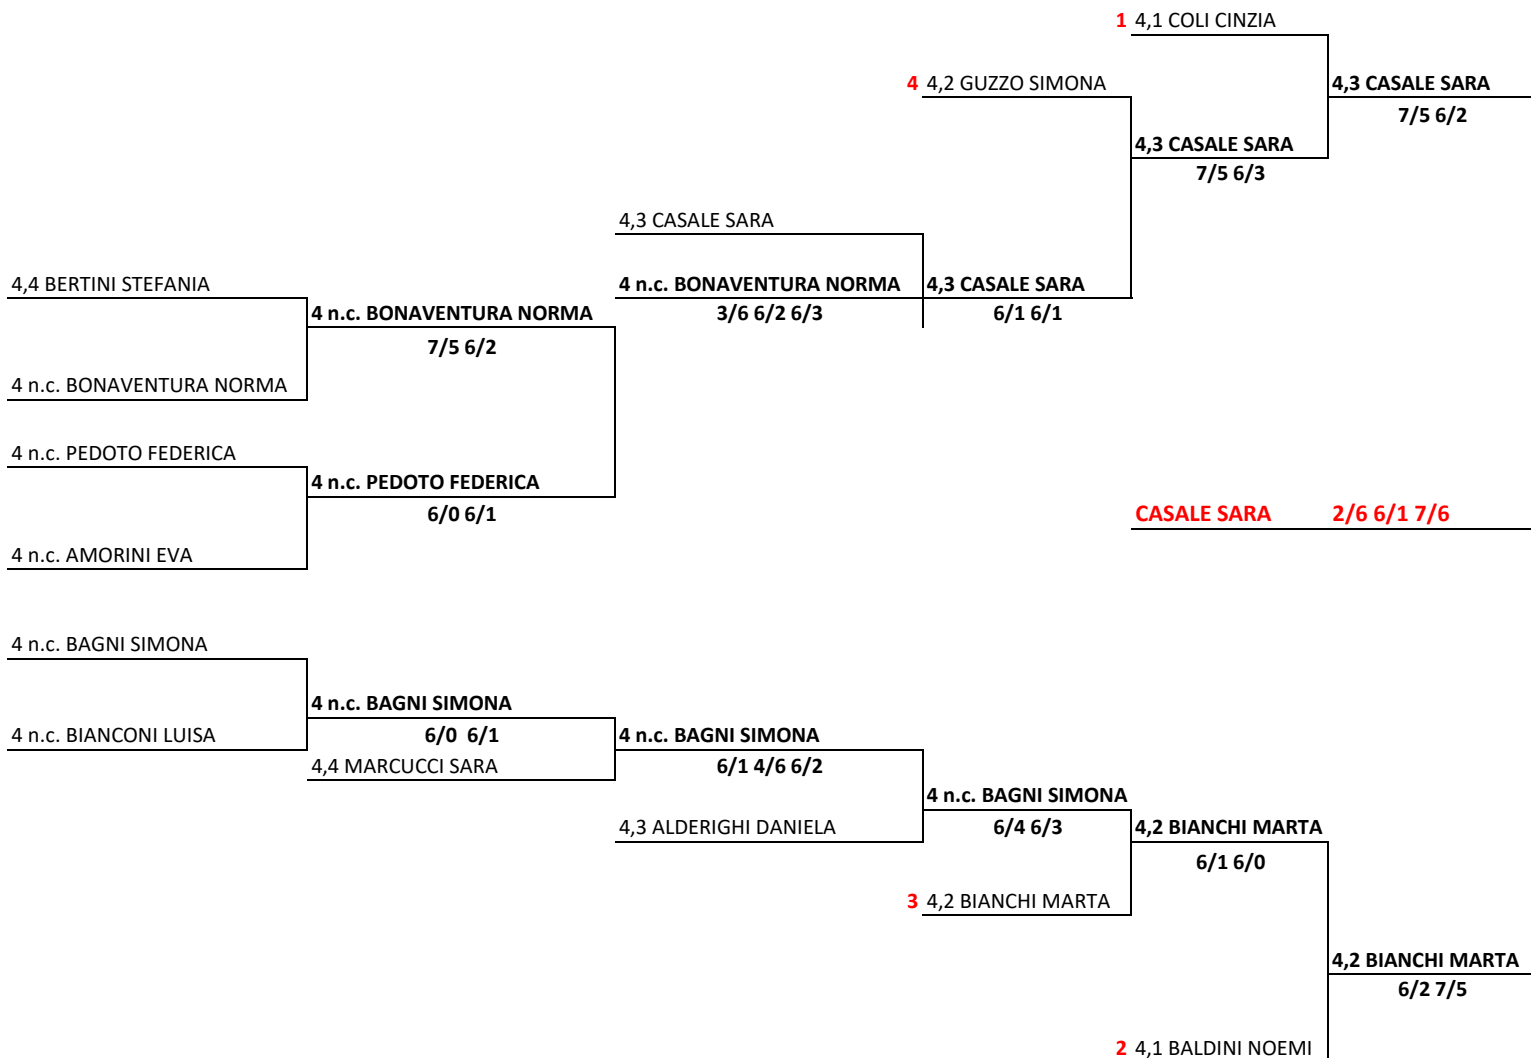 1 4,1 COLI CINZIA
4 4,2 GUZZO SIMONA
4,3 CASALE SARA
7/5 6/2
4,3 CASALE SARA
7/5 6/3
4,3 CASALE SARA
4,4 BERTINI STEFANIA
4 n.c. BONAVENTURA NORMA
4,3 CASALE SARA
4 n.c. BONAVENTURA NORMA
3/6 6/2 6/3
6/1 6/1
7/5 6/2
4 n.c. BONAVENTURA NORMA
4 n.c. PEDOTO FEDERICA
4 n.c. PEDOTO FEDERICA
6/0 6/1
CASALE SARA 2/6 6/1 7/6
4 n.c. AMORINI EVA
4 n.c. BAGNI SIMONA
4 n.c. BAGNI SIMONA
4 n.c. BIANCONI LUISA
6/0 6/1
4 n.c. BAGNI SIMONA
4,4 MARCUCCI SARA
6/1 4/6 6/2
4 n.c. BAGNI SIMONA
4,3 ALDERIGHI DANIELA
6/4 6/3
4,2 BIANCHI MARTA
6/1 6/0
3 4,2 BIANCHI MARTA
4,2 BIANCHI MARTA
6/2 7/5
2 4,1 BALDINI NOEMI